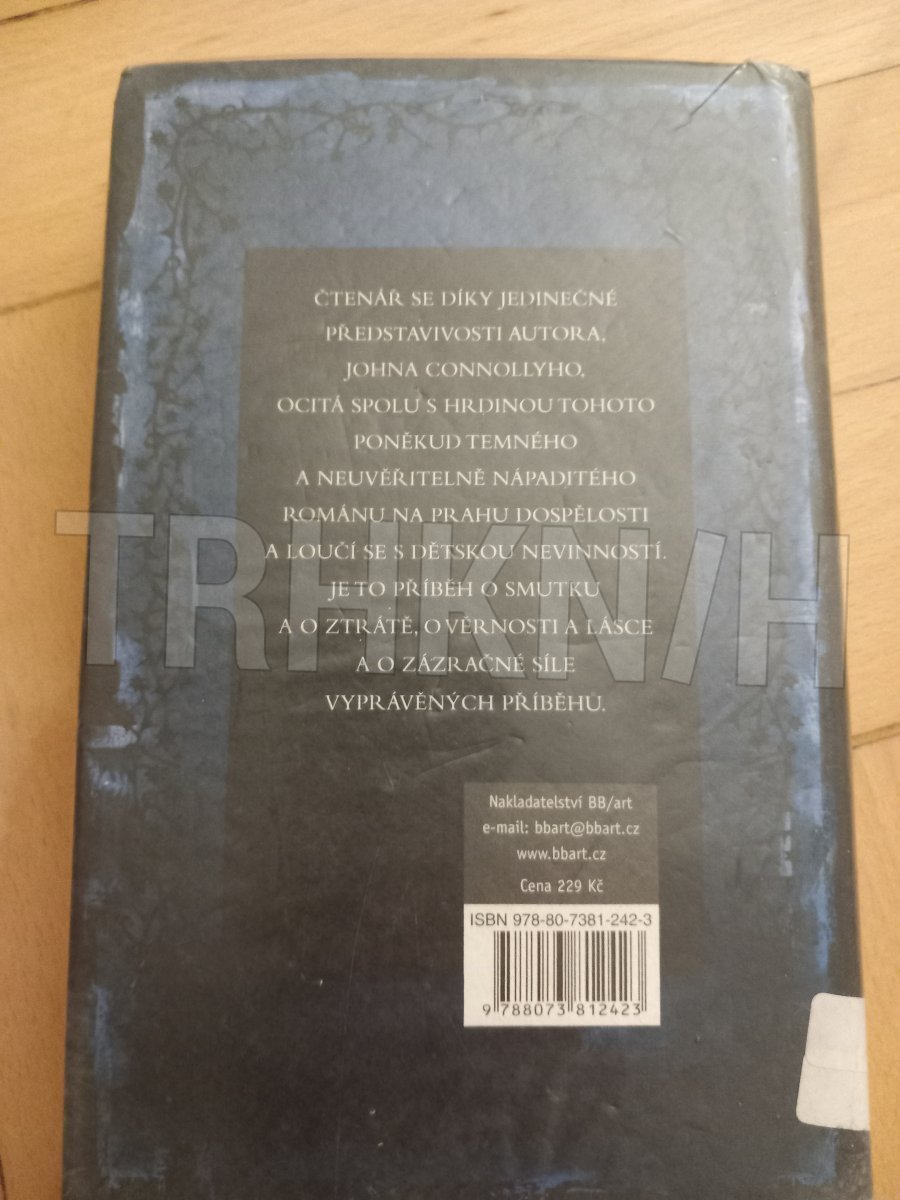 ČTENÁŘ SE DÍKY JEDINEČNÉ
PŘEDSTAVIVOSTI AUTORA,
JOHNA CONNOLLYHO,
OCITÁ SPOLU S HRDINOU TOHOTO
PONĚKUD TEMNÉHO
A NEUVĚŘITELNĚ NÁPADITÉHO
ROMÁNU NA PRAHU DOSPĚLOSTI
A LOUČÍ SE S DĚTSKOU NEVINNOSTÍ.
JE TO PŘÍBĚH O SMUTKU
A O ZTRÁTĚ, O VĚRNOSTI A LÁSCE
A O ZÁZRAČNÉ SÍLE
VYPRÁVĚNÝCH PŘÍBĚHŮ.
TRHKN/H
Nakladatelství BB/art
e-mail: bbart@bbart.cz
www.bbart.cz
Cena 229 Kč
ISBN 978-80-7381-242-3
9 788073 812423